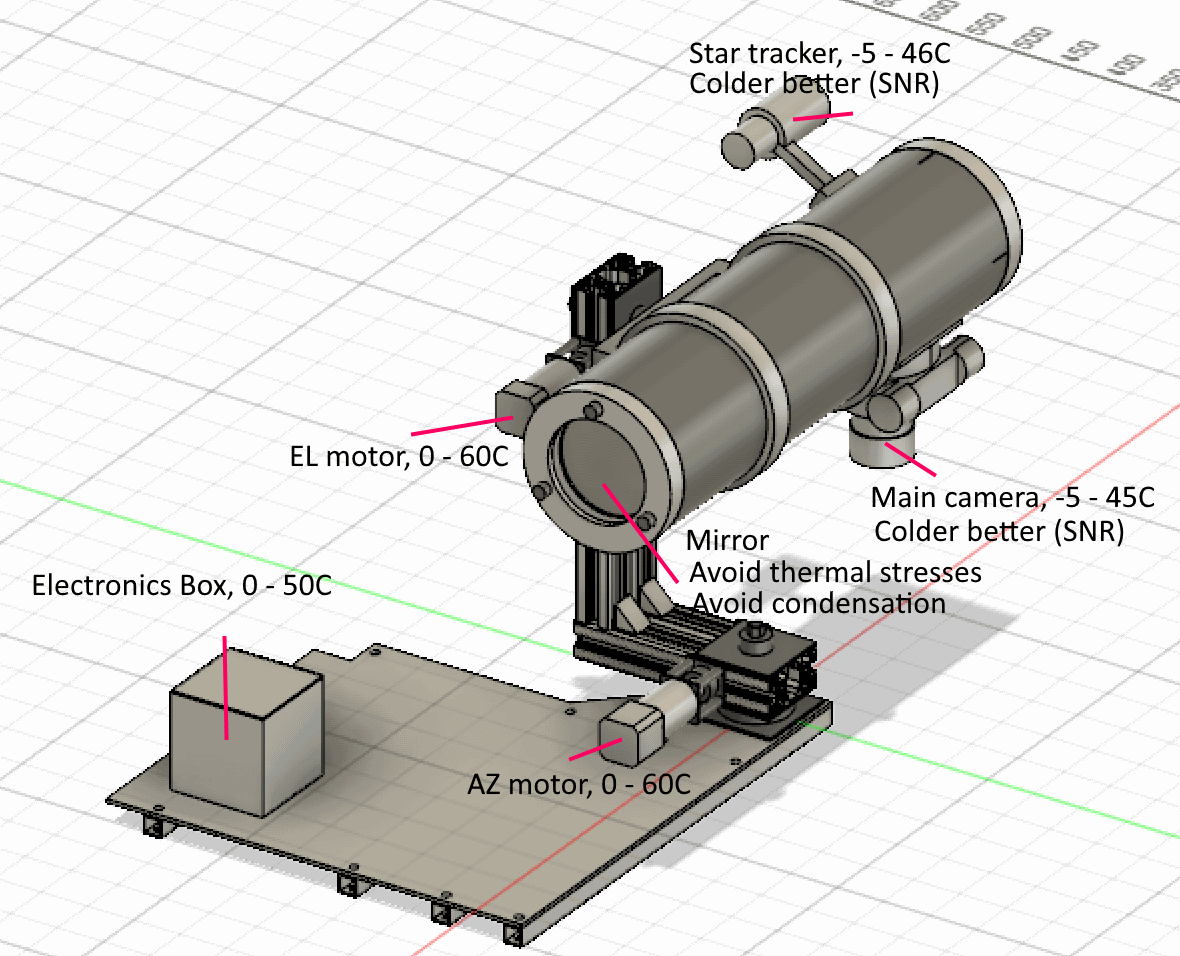 Star tracker, -5 - 46C
Colder better (SNR)
EL motor, 0 - 60C
Main camera, -5 - 45C
Colder better (SNR)
Mirror
Avoid thermal stresses
Avoid condensation
Electronics Box, 0 - 50C
AZ motor, 0 - 60C